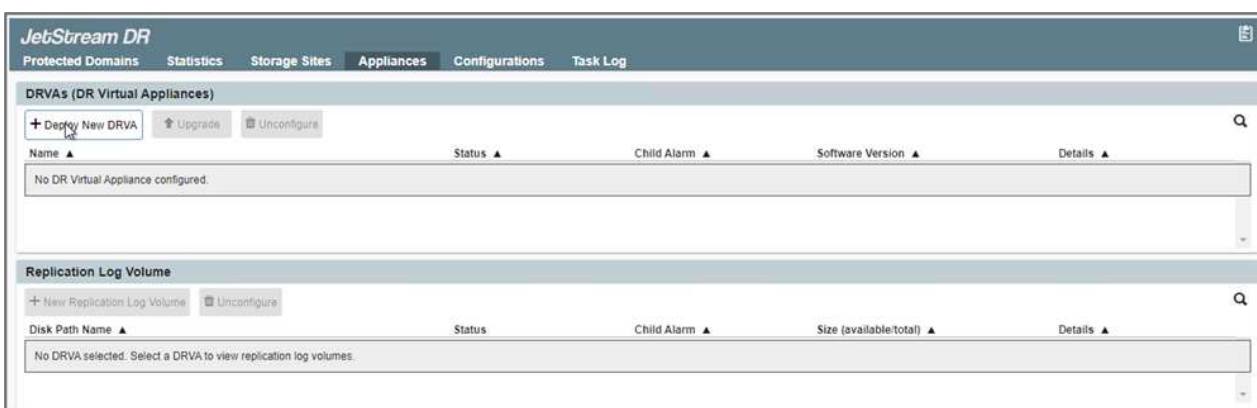 JetStream DR
Protected Domains Statistics Storage Sites Appliances Configurations Task Log
DRVAs (DR Virtual Appliances)
+ Deploy New DRVA Upgrade Unconfigure
Name ▲ Status ▲ Child Alarm ▲ Software Version ▲ Details ▲
No DR Virtual Appliance configured.
Replication Log Volume
+ New Replication Log Volume Unconfigure
Disk Path Name ▲ Status Child Alarm ▲ Size (available/total) ▲ Details ▲
No DRVA selected. Select a DRVA to view replication log volumes.